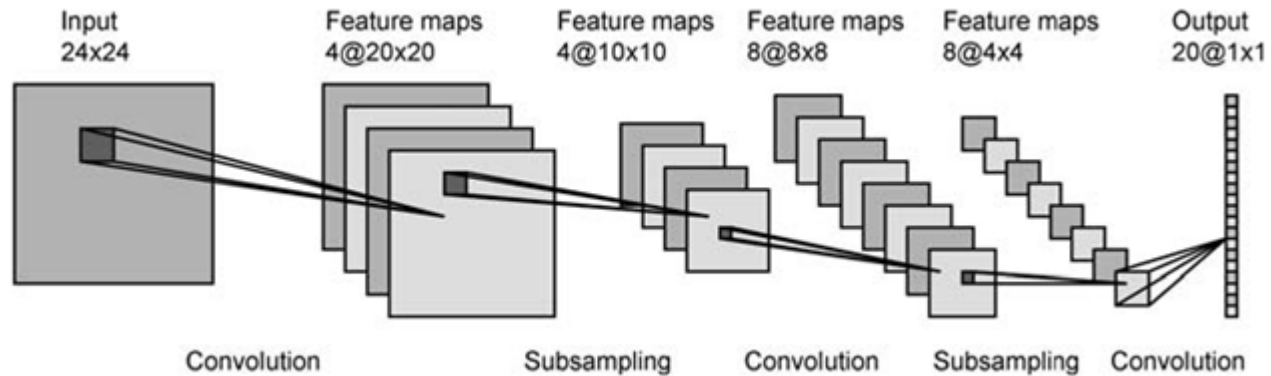 Input
24x24
Feature maps
4@20x20
Feature maps
4@10x10
Feature maps
8@8x8
Feature maps
8@4x4
Output
20@1x1
Convolution
Subsampling
Convolution
Subsampling
Convolution